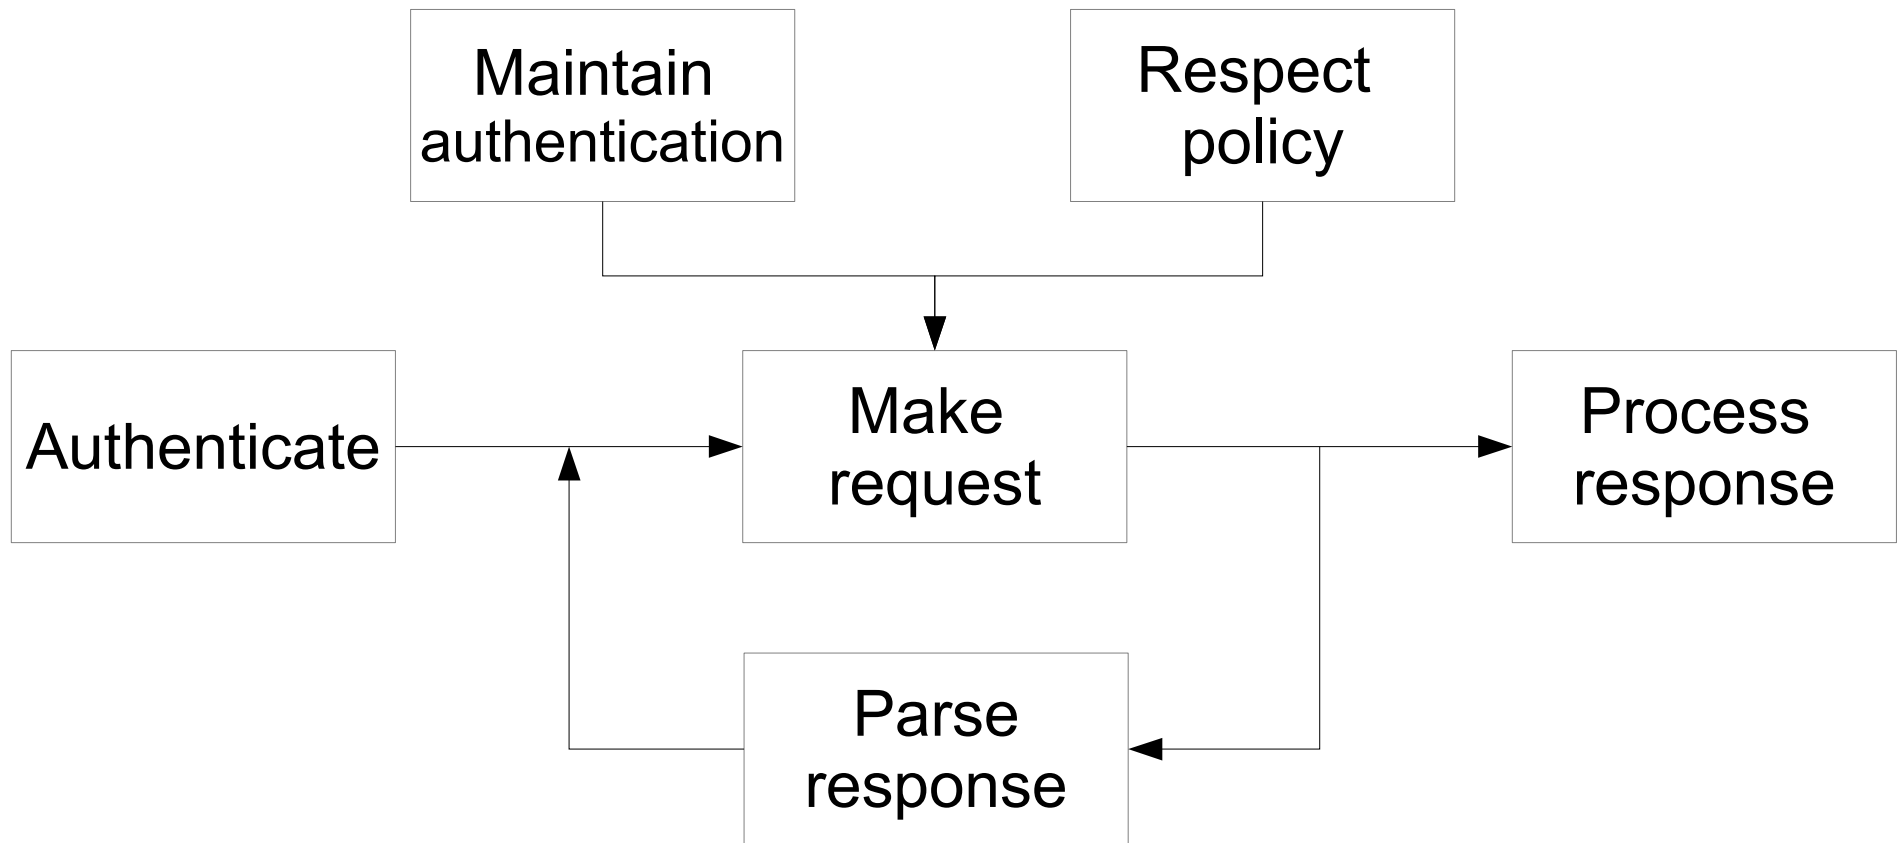 Maintain
authentication
Respect
policy
Authenticate
Make
request
Process
response
Parse
response